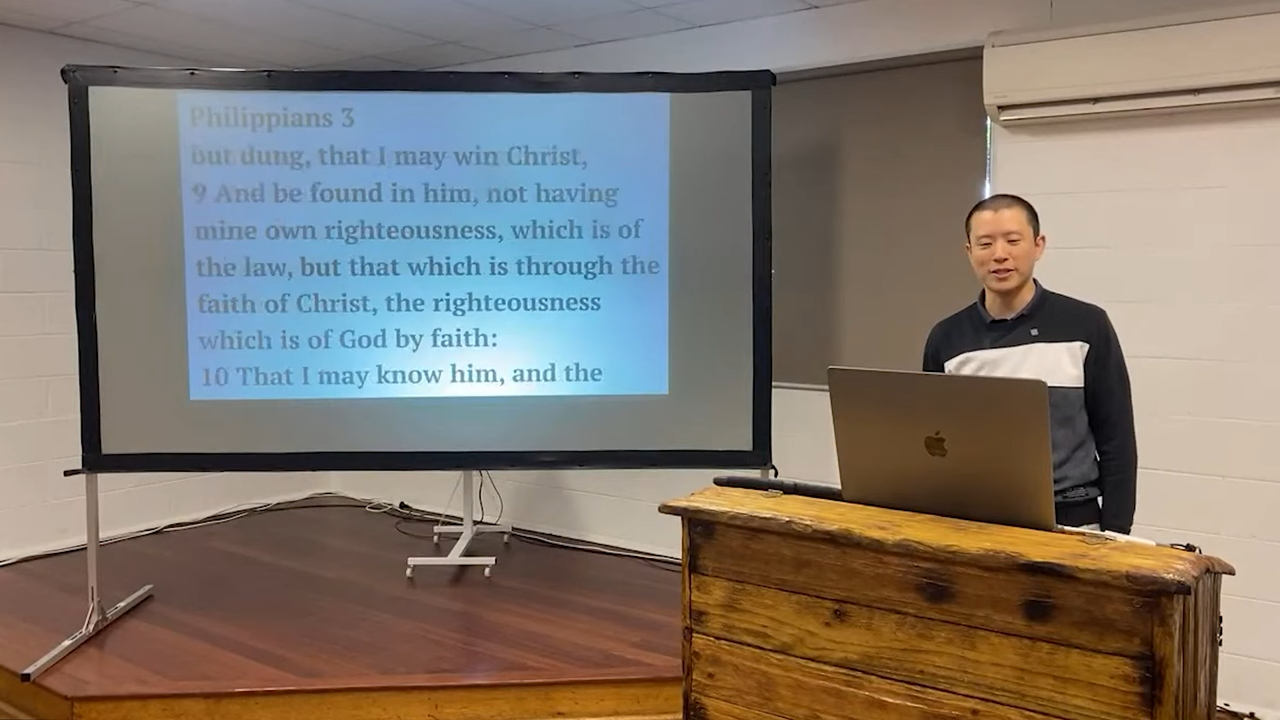 Philippians 3
but dung, that I may win Christ,
9 And be found in him, not having
mine own righteousness, which is of
the law, but that which is through the
faith of Christ, the righteousness
which is of God by faith:
10 That I may know him, and the